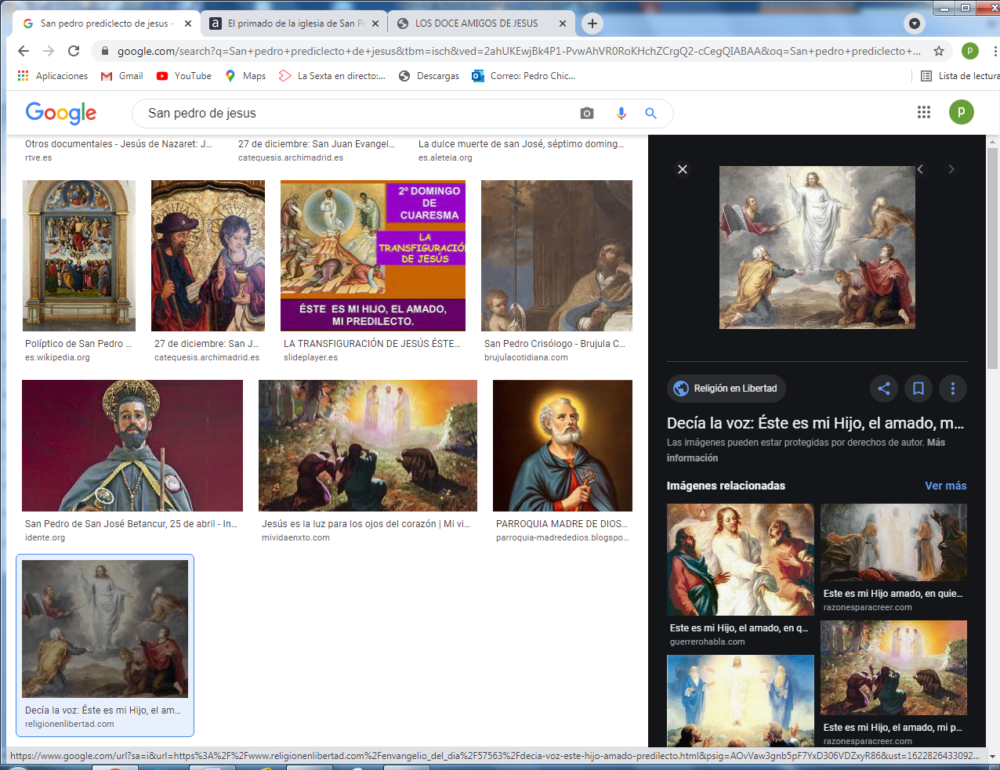 San pedro prediclecto de jesus -
El primado de la iglesia de San P
LOS DOCE AMIGOS DE JESUS
google.com/search?q=San+pedro+prediclecto+de+jesus&tbm=isch&ved=2ahUKEwjBk4P1-PvwAhVR0RoKHchZCrgQ2-cCegQIABAA&oq=San+pedro+prediclecto+...
p
Aplicaciones
Gmail
YouTube
Maps
La Sexta en directo:...
Descargas
Correo: Pedro Chic...
Lista de lectura
Google
San pedro de jesus
p
Otros documentales - Jesús de Nazaret: J...
rtve.es
27 de diciembre: San Juan Evangel...
catequesis.archimadrid.es
La dulce muerte de san José, séptimo doming...
es.aleteia.org
2º DOMINGO
DE
CUARESMA
LA
TRANSFIGURACIÓN
DE JESÚS
ÉSTE ES MI HIJO, EL AMADO,
MI PREDILECTO.
Políptico de San Pedro ...
es.wikipedia.org
27 de diciembre: San J...
catequesis.archimadrid.es
LA TRANSFIGURACIÓN DE JESÚS ÉSTE...
slideplayer.es
San Pedro Crisólogo - Brujula C...
brujulacotidiana.com
San Pedro de San José Betancur, 25 de abril - In...
idente.org
Jesús es la luz para los ojos del corazón | Mi vi...
mividaenxto.com
PARROQUIA MADRE DE DIOS...
parroquia-madrededios.blogspo...
Decía la voz: Éste es mi Hijo, el am...
religionenlibertad.com
Religión en Libertad
Decía la voz: Éste es mi Hijo, el amado, m...
Las imágenes pueden estar protegidas por derechos de autor. Más
información
Imágenes relacionadas
Ver más
Este es mi Hijo, el amado, en q...
guerrerohabla.com
Este es mi Hijo amado, en quie...
razonesparacreer.com
Este es mi Hijo, el amado, mi p...
razonesparacreer.com
https://www.google.com/url?sa=i&url=https%3A%2F%2Fwww.religionenlibertad.com%2Fenvangelio_del_dia%2F57563%2Fdecia-voz-este-hijo-amado-predilecto.html&psig=AOvVaw3gnb5pF7YxD306VDZxyR86&ust=1622826433092...